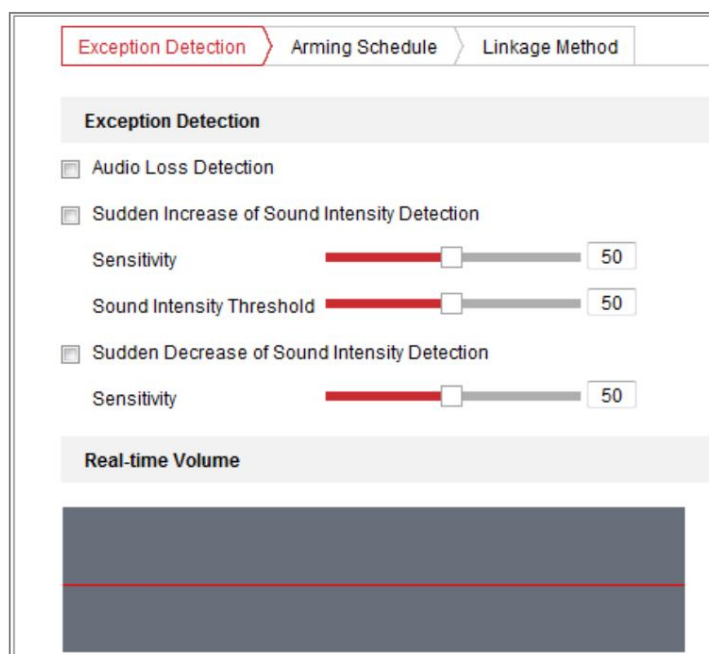 Exception Detection Arming Schedule Linkage Method
Exception Detection
Audio Loss Detection
Sudden Increase of Sound Intensity Detection
Sensitivity 50
Sound Intensity Threshold 50
Sudden Decrease of Sound Intensity Detection
Sensitivity 50
Real-time Volume